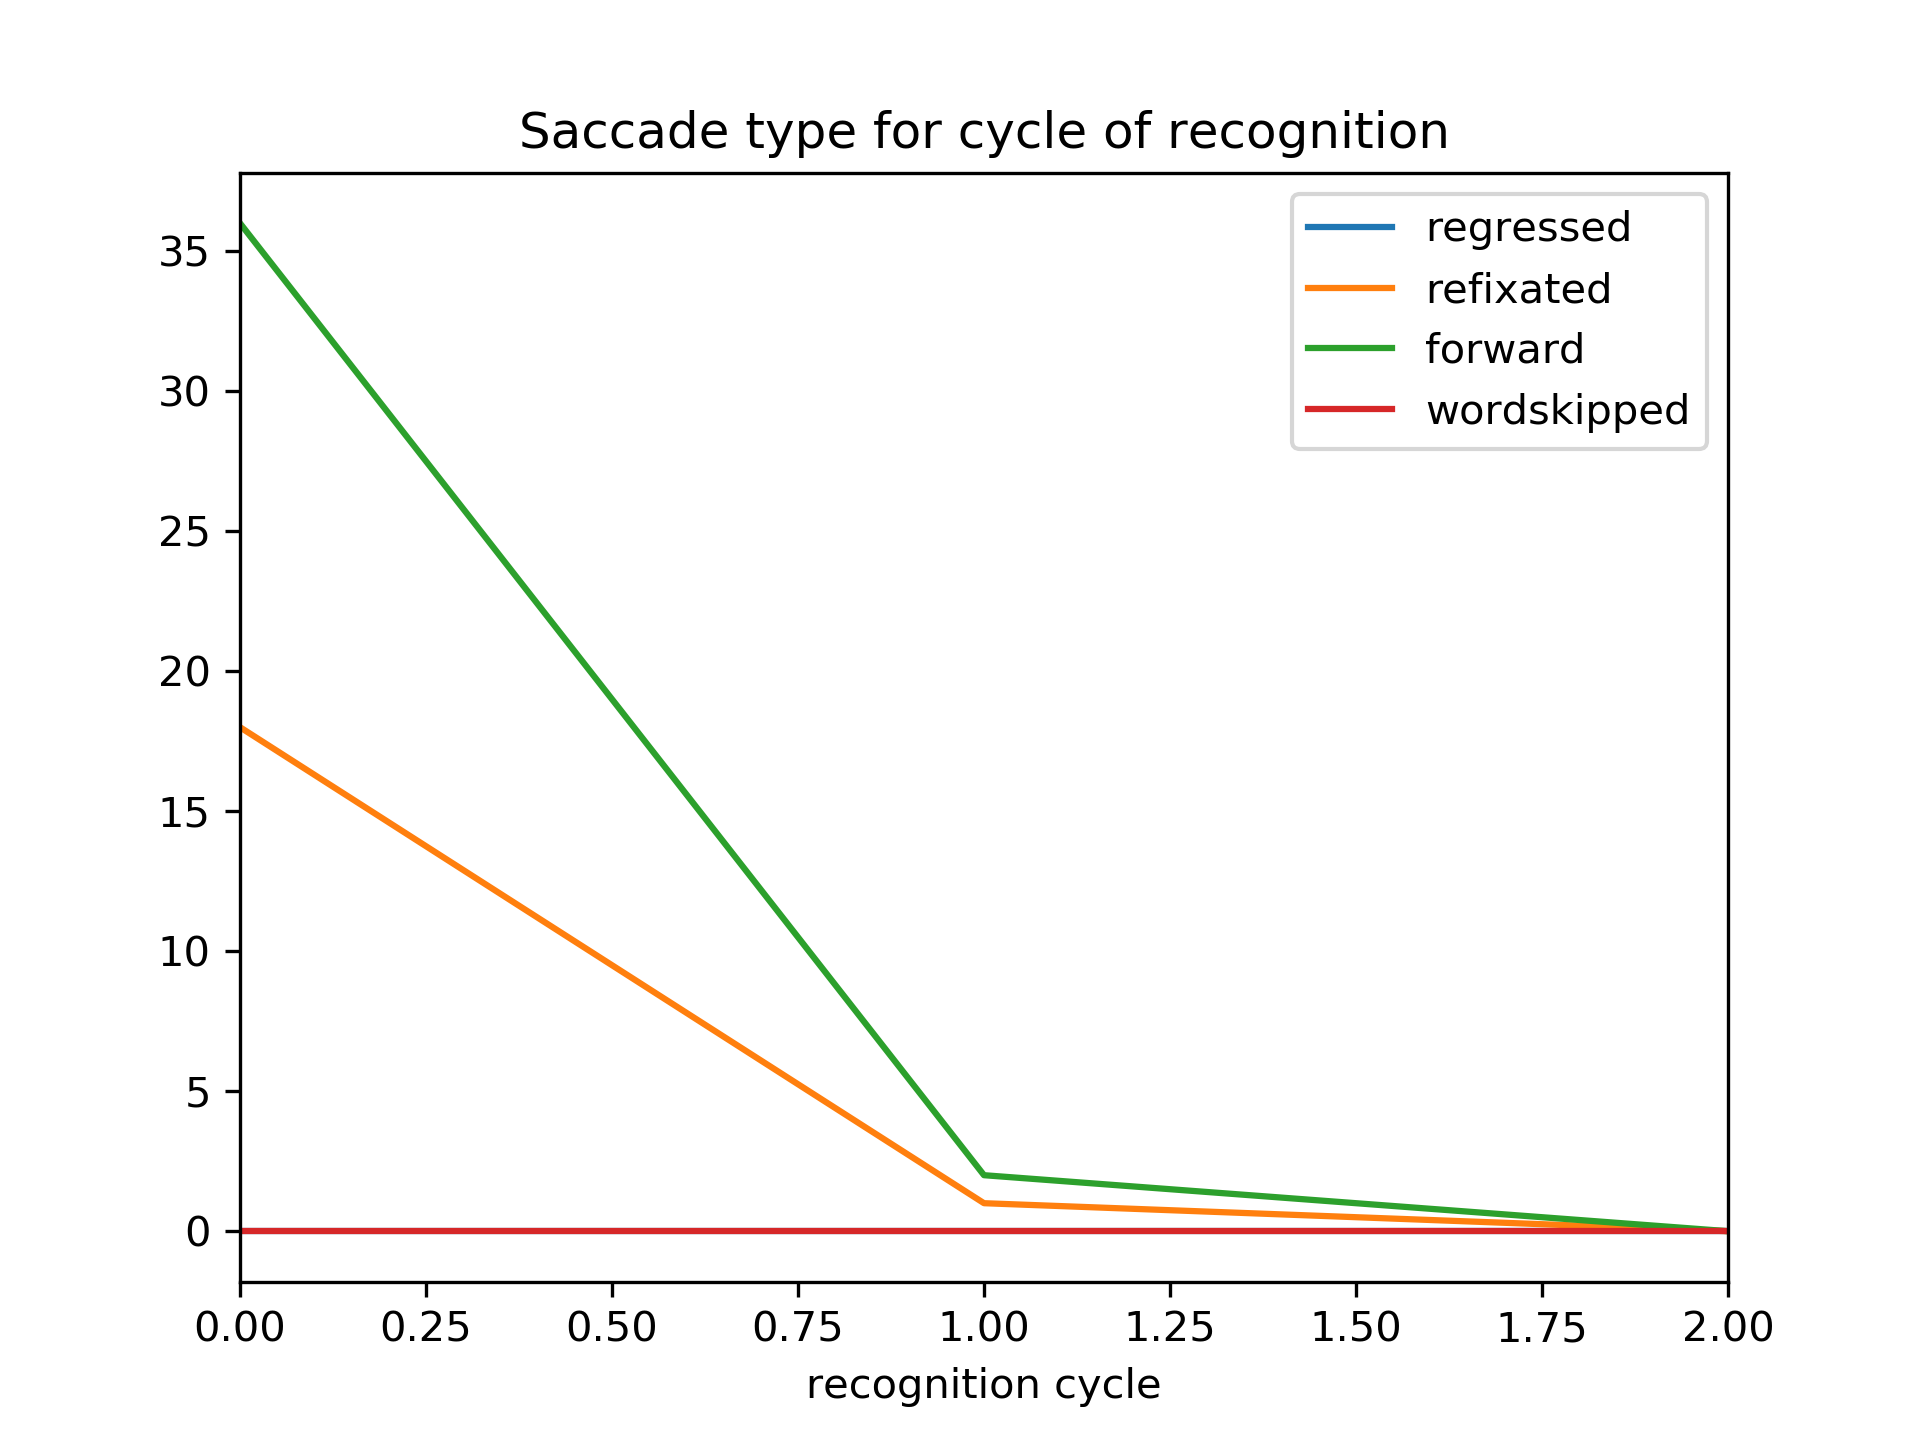 Saccade type for cycle of recognition
regressed
refixated
forward
wordskipped
35
30
25
20
15
10
5
0
0.00 0.25 0.50 0.75 1.00 1.25 1.50 1.75 2.00
recognition cycle